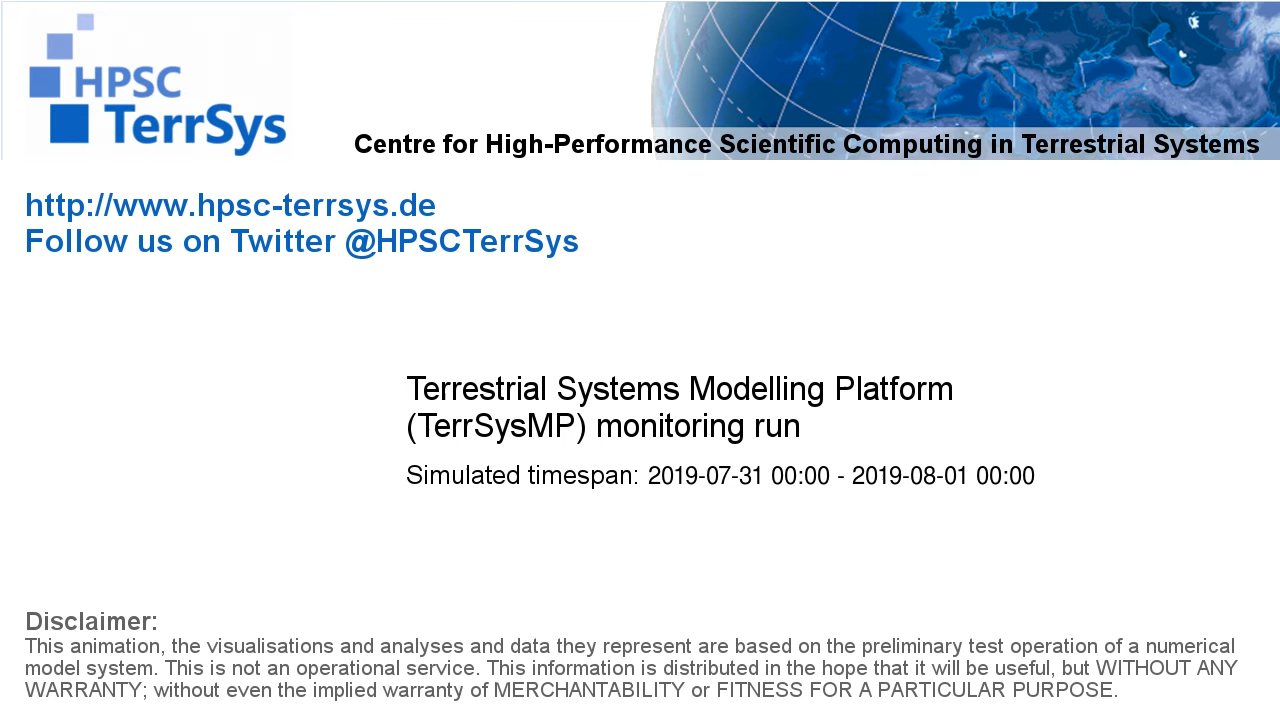 HPSC
TerrSys
Centre for High-Performance Scientific Computing in Terrestrial Systems
http://www.hpsc-terrsys.de
Follow us on Twitter @HPSCTerrSys
Terrestrial Systems Modelling Platform
(TerrSysMP) monitoring run
Simulated timespan: 2019-07-31 00:00 - 2019-08-01 00:00
Disclaimer:
This animation, the visualisations and analyses and data they represent are based on the preliminary test operation of a numerical
model system. This is not an operational service. This information is distributed in the hope that it will be useful, but WITHOUT ANY
WARRANTY; without even the implied warranty of MERCHANTABILITY or FITNESS FOR A PARTICULAR PURPOSE.